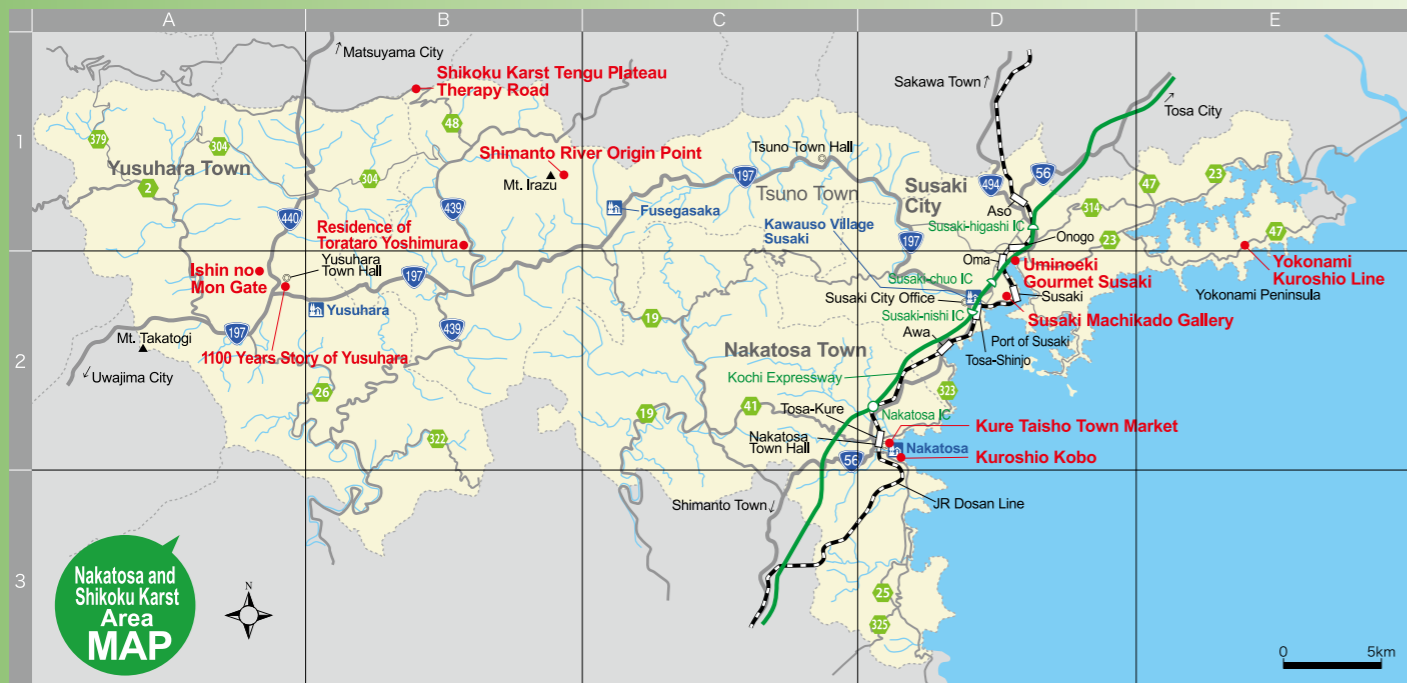 A
B
C
D
E
1
2
3
↑Matsuyama City
Shikoku Karst Tengu Plateau
Therapy Road
Sakawa Town↗
↗
Tosa City
379
304
48
Yusuhara Town
2
304
Shimanto River Origin Point
Mt. Irazu
Tsuno Town Hall
197
Tsuno Town
Susaki
City
494
56
47
23
440
439
Fusegasaka
Kawauso Village
Susaki
Aso
Susaki-higashi IC
314
23
47
Residence of
Torataro Yoshimura
197
Onogo
Ishin no
Mon Gate
Yusuhara
Town Hall
197
Oma
Uminoeki
Gourmet Susaki
Yokonami
Kuroshio Line
Susaki-chuo IC
Susaki City Office
Susaki
Yokonami Peninsula
Yusuhara
Susaki-nishi IC
Susaki Machikado Gallery
Mt. Takatogi
197
439
19
Awa
Port of Susaki
Tosa-Shinjo
1100 Years Story of Yusuhara
Nakatosa Town
↙Uwajima City
Kochi Expressway
26
323
19
41
Tosa-Kure
Nakatosa IC
322
Nakatosa
Town Hall
Kure Taisho Town Market
Nakatosa
56
Kuroshio Kobo
Shimanto Town↙
JR Dosan Line
Nakatosa and
Shikoku Karst
Area
MAP
N
25
325
0 5km